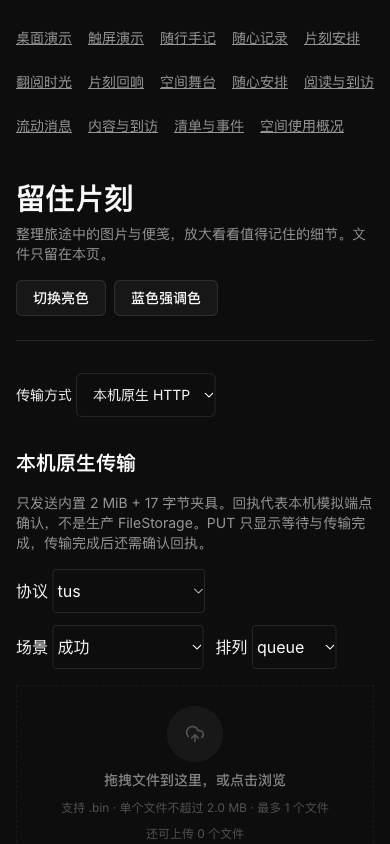 桌面演示 触屏演示 随行手记 随心记录 片刻安排
翻阅时光 片刻回响 空间舞台 随心安排 阅读与到访
流动消息 内容与到访 清单与事件 空间使用概况
留住片刻
整理旅途中的图片与便笺，放大看看值得记住的细节。文
件只留在本页。
切换亮色 蓝色强调色
传输方式 本机原生 HTTP
本机原生传输
只发送内置 2 MiB + 17 字节夹具。回执代表本机模拟端点
确认，不是生产 FileStorage。PUT 只显示等待与传输完
成，传输完成后还需确认回执。
协议 tus
场景 成功 排列 queue
拖拽文件到这里，或点击浏览
支持 .bin · 单个文件不超过 2.0 MB · 最多 1 个文件
还可上传 0 个文件